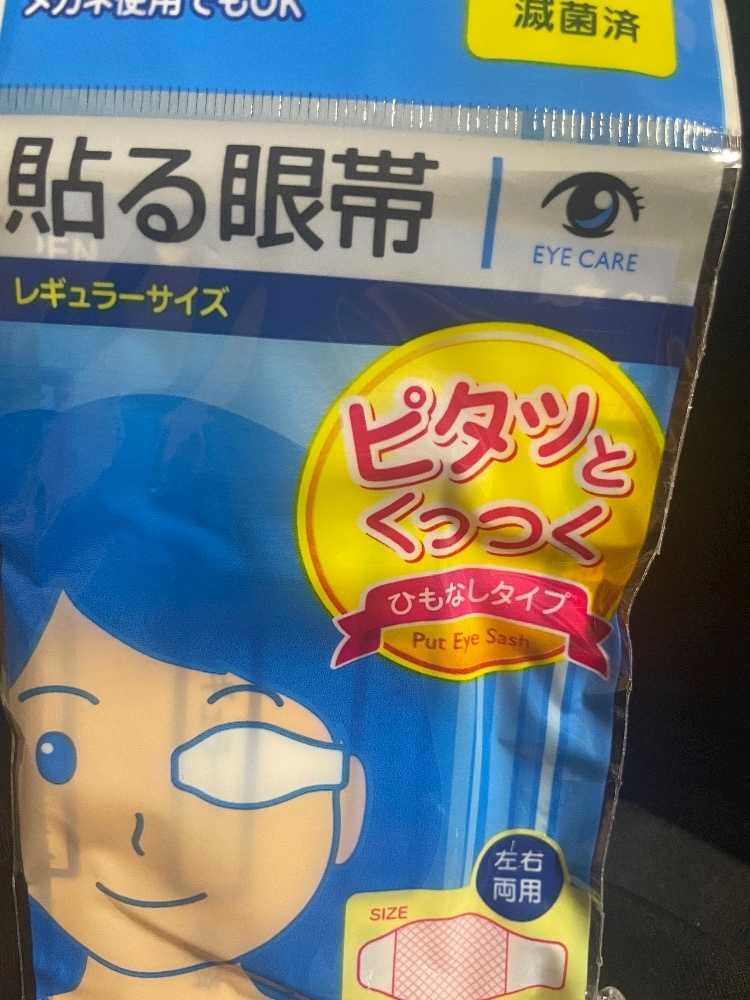 メガネ使用でもOK
滅菌済
貼る眼帯
EYE CARE
レギュラーサイズ
ピタッと
くっつく
ひもなしタイプ
Put Eye Sash
左右
両用
SIZE